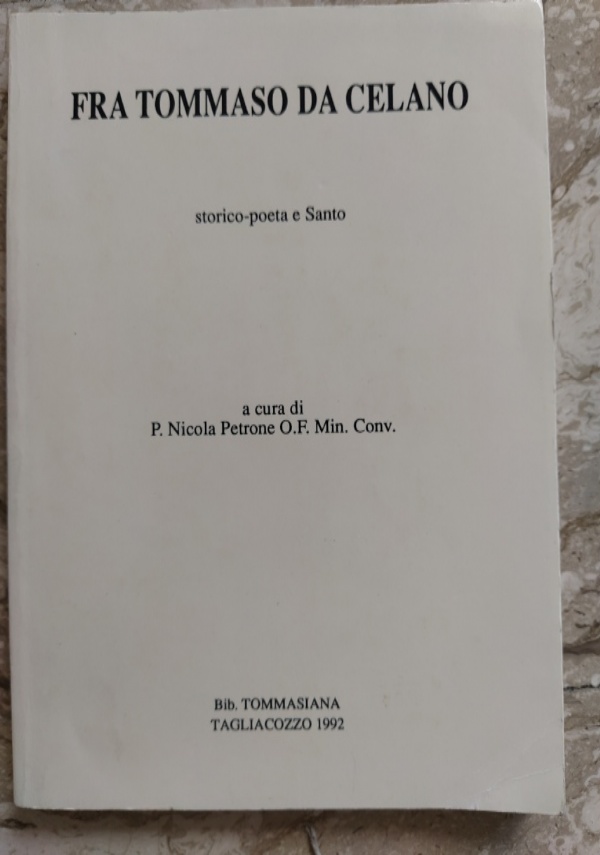 FRA TOMMASO DA CELANO
storico-poeta e Santo
a cura di
P. Nicola Petrone O.F. Min. Conv.
Bib. TOMMASIANA
TAGLIACOZZO 1992